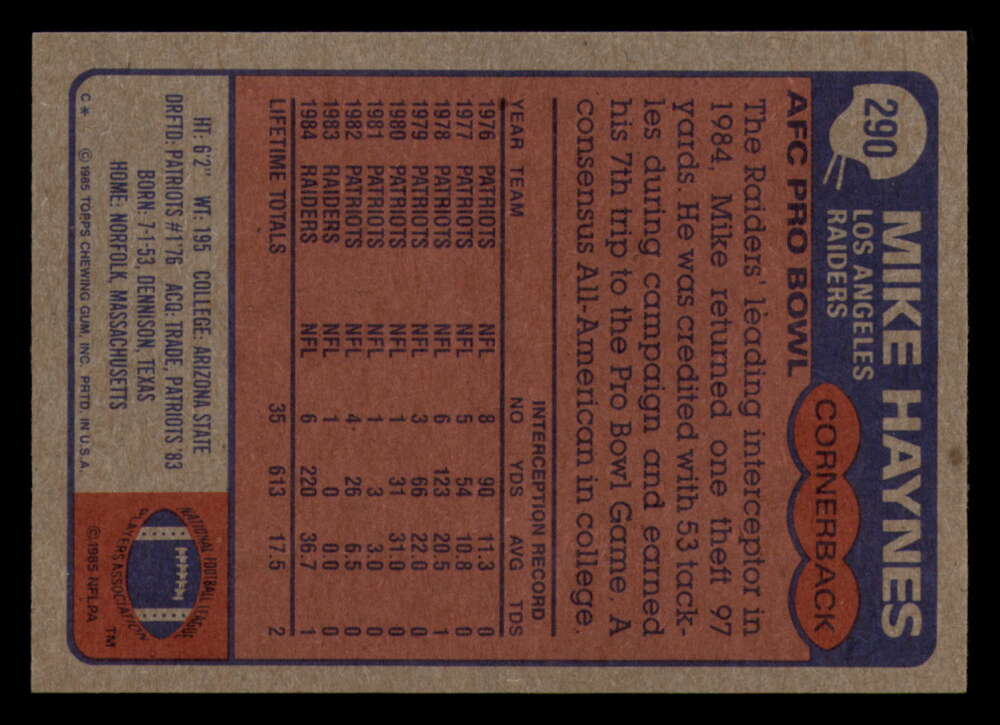 290
MIKE HAYNES
LOS ANGELES
RAIDERS
CORNERBACK
AFC PRO BOWL
The Raiders' leading interceptor in
1984, Mike returned one theft 97
yards. He was credited with 53 tack-
les during campaign and earned
his 7th trip to the Pro Bowl Game. A
consensus All-American in college.
INTERCEPTION RECORD
YEAR TEAM NO YDS AVG TDS
1976 PATRIOTS NFL 8 90 11.3 0
1977 PATRIOTS NFL 5 54 10.8 0
1978 PATRIOTS NFL 6 123 20.5 1
1979 PATRIOTS NFL 3 66 22.0 0
1980 PATRIOTS NFL 1 31 31.0 0
1981 PATRIOTS NFL 1 3 3.0 0
1982 PATRIOTS NFL 4 26 6.5 0
1983 RAIDERS NFL 1 0 0.0 0
1984 RAIDERS NFL 6 220 36.7 1
LIFETIME TOTALS 35 613 17.5 2
HT: 6'2" WT: 195 COLLEGE: ARIZONA STATE
DRFTD: PATRIOTS #1'76 ACQ: TRADE, PATRIOTS '83
BORN: 7-1-53, DENNISON, TEXAS
HOME: NORFOLK, MASSACHUSETTS
C* ©1985 TOPPS CHEWING GUM, INC. PRTD. IN U.S.A.
NATIONAL FOOTBALL LEAGUE
PLAYERS ASSOCIATION
TM
©1985 NFLPA